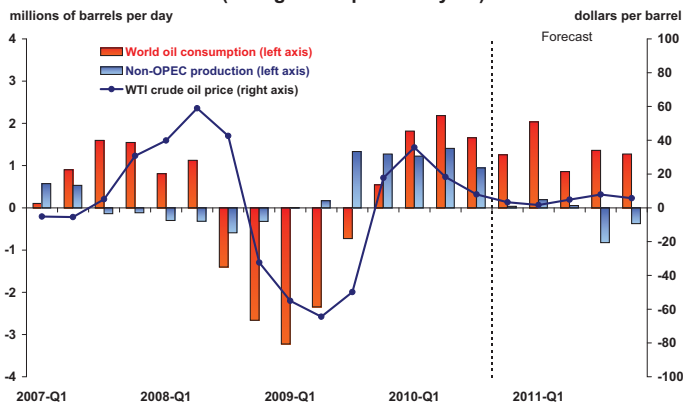 millions of barrels per day
dollars per barrel
Forecast
World oil consumption (left axis)
Non-OPEC production (left axis)
WTI crude oil price (right axis)
4
3
2
1
0
-1
-2
-3
-4
100
80
60
40
20
0
-20
-40
-60
-80
-100
2007-Q1
2008-Q1
2009-Q1
2010-Q1
2011-Q1